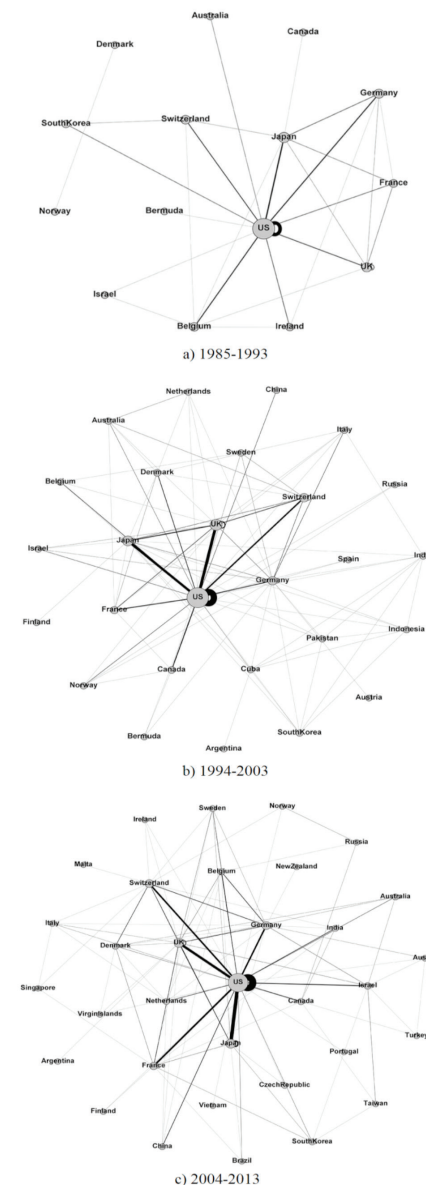 Australia
Canada
Denmark
Germany
SouthKorea
Switzerland
Japan
France
Norway
Bermuda
US
UK
Israel
Belgium
Ireland
a) 1985-1993
Netherlands
China
Australia
Italy
Sweden
Denmark
Belgium
Russia
Switzerland
UK
Japan
Israel
Spain
Ind
Germany
US
France
Finland
Indonesia
Pakistan
Canada
Cuba
Norway
Austria
SouthKorea
Bermuda
Argentina
b) 1994-2003
Sweden
Norway
Ireland
Russia
Malta
Belgium
NewZealand
Switzerland
Australia
Italy
Germany
India
Denmark
UK
Aus
US
Israel
Singapore
Netherlands
Canada
VirginIslands
Turkey
Japan
Portugal
Argentina
France
CzechRepublic
Vietnam
Taiwan
Finland
SouthKorea
China
Brazil
c) 2004-2013